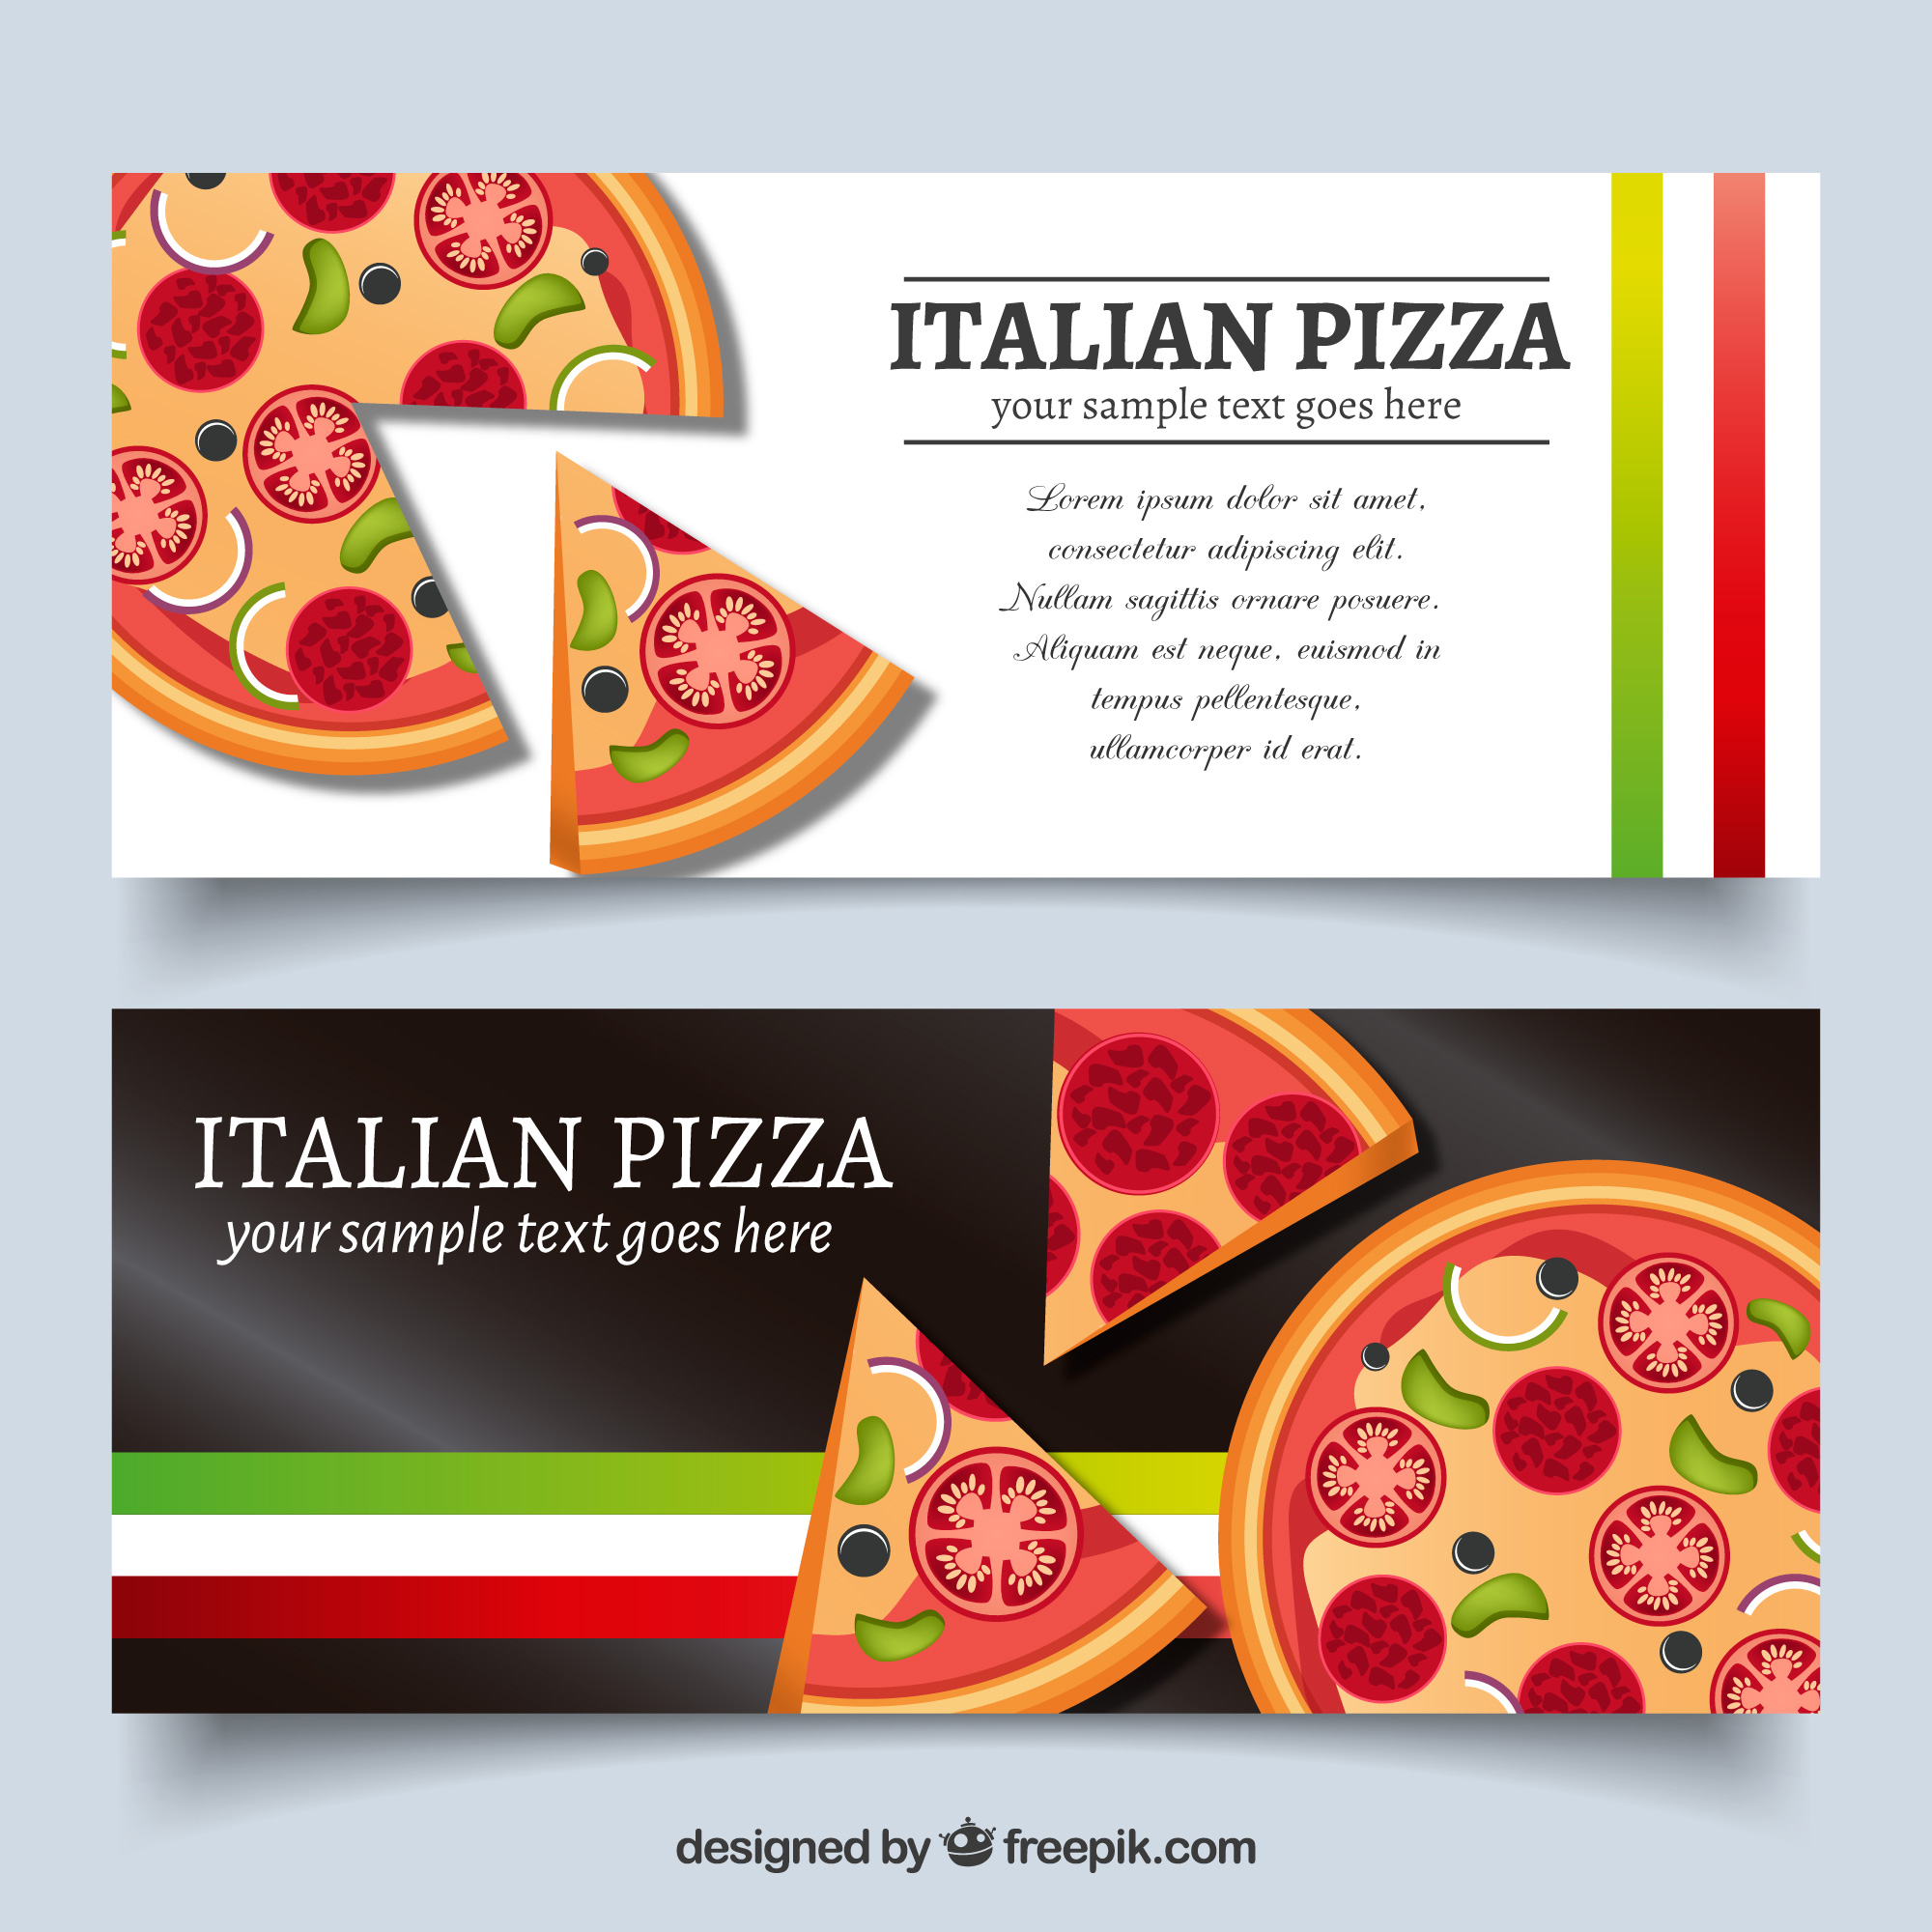 ITALIAN PIZZA
your sample text goes here
Lorem ipsum dolor sit amet,
consectetur adipiscing elit.
Nullam sagittis ornare posuere.
Aliquam est neque, euismod in
tempus pellentesque,
ullamcorper id erat.
ITALIAN PIZZA
your sample text goes here
designed by freepik.com